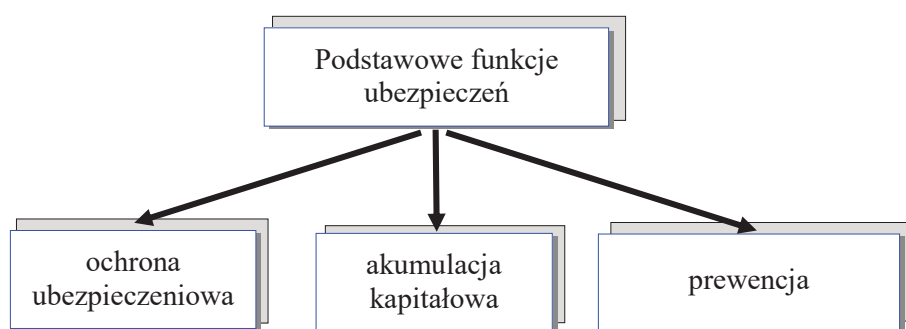 Podstawowe funkcje
ubezpieczeń
ochrona
ubezpieczeniowa
akumulacja
kapitałowa
prewencja